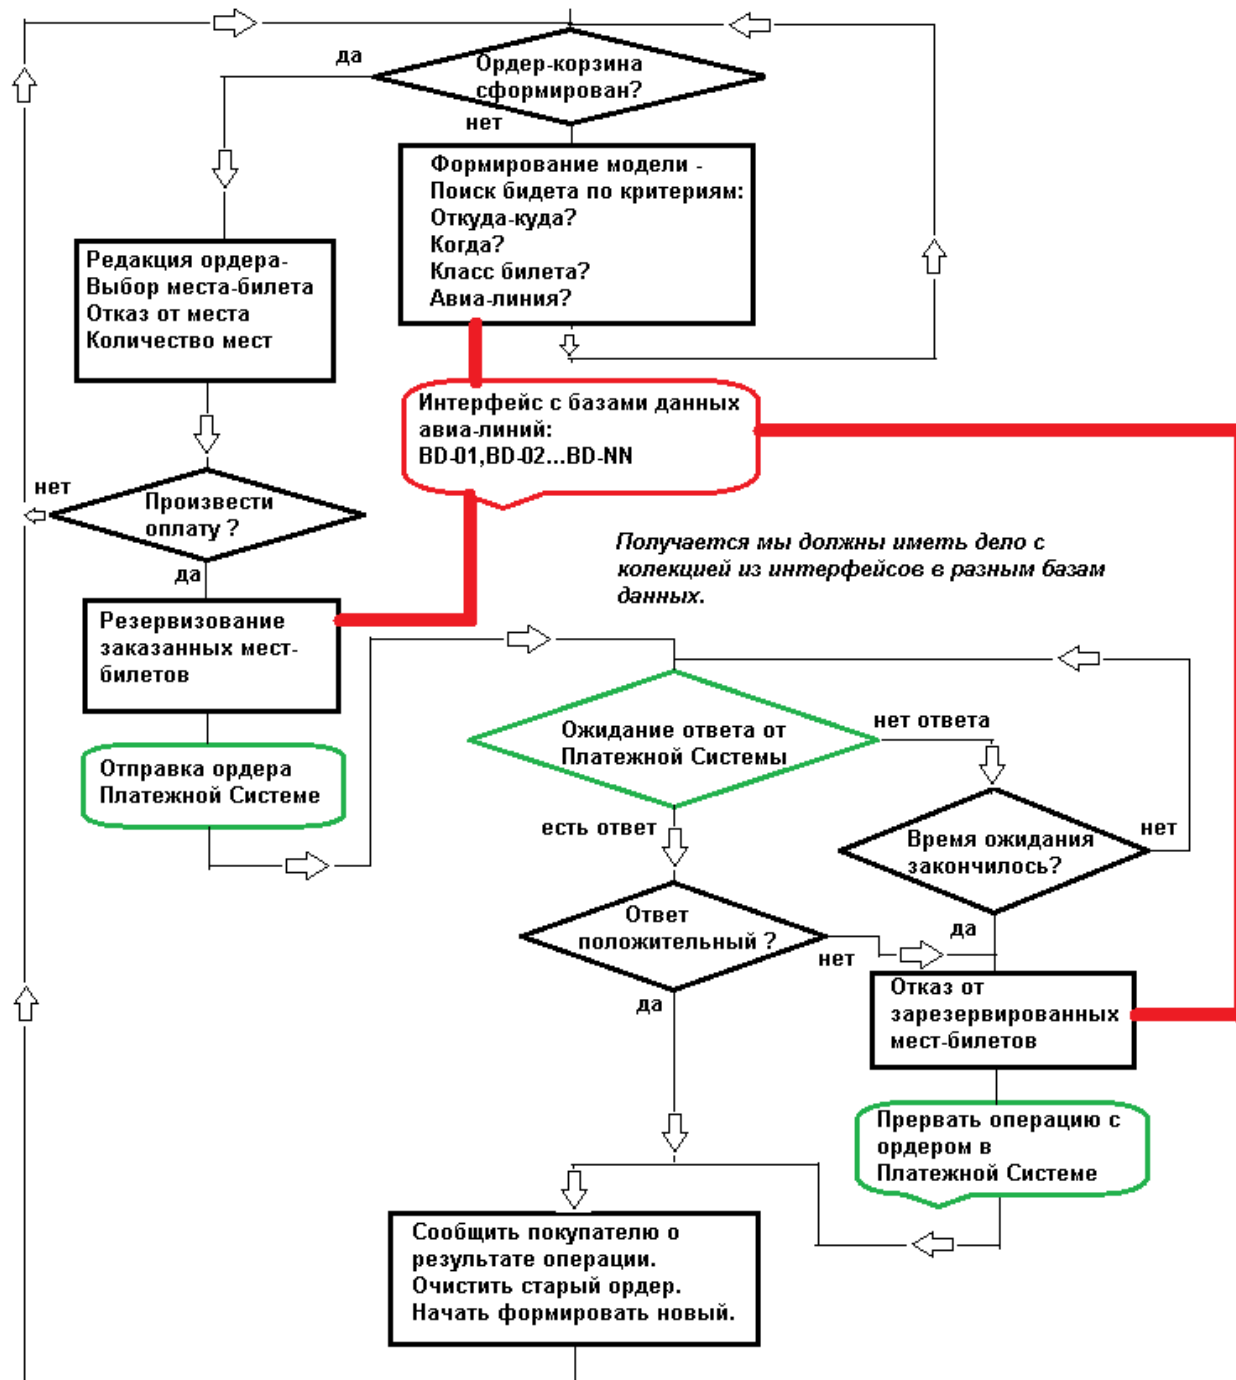 да
Ордер-корзина
сформирован?
нет
Формирование модели -
Поиск бидета по критериям:
Откуда-куда?
Когда?
Класс билета?
Авиа-линия?
Редакция ордера-
Выбор места-билета
Отказ от места
Количество мест
Интерфейс с базами данных
авиа-линий:
BD-01,BD-02...BD-NN
нет
Произвести
оплату ?
да
Получается мы должны иметь дело с
колекцией из интерфейсов в разным базам
данных.
Резервизование
заказанных мест-
билетов
Отправка ордера
Платежной Системе
Ожидание ответа от
Платежной Системы
нет ответа
есть ответ
Время ожидания
закончилось?
нет
да
Ответ
положительный ?
нет
да
Отказ от
зарезервированных
мест-билетов
Прервать операцию с
ордером в
Платежной Системе
Сообщить покупателю о
результате операции.
Очистить старый ордер.
Начать формировать новый.